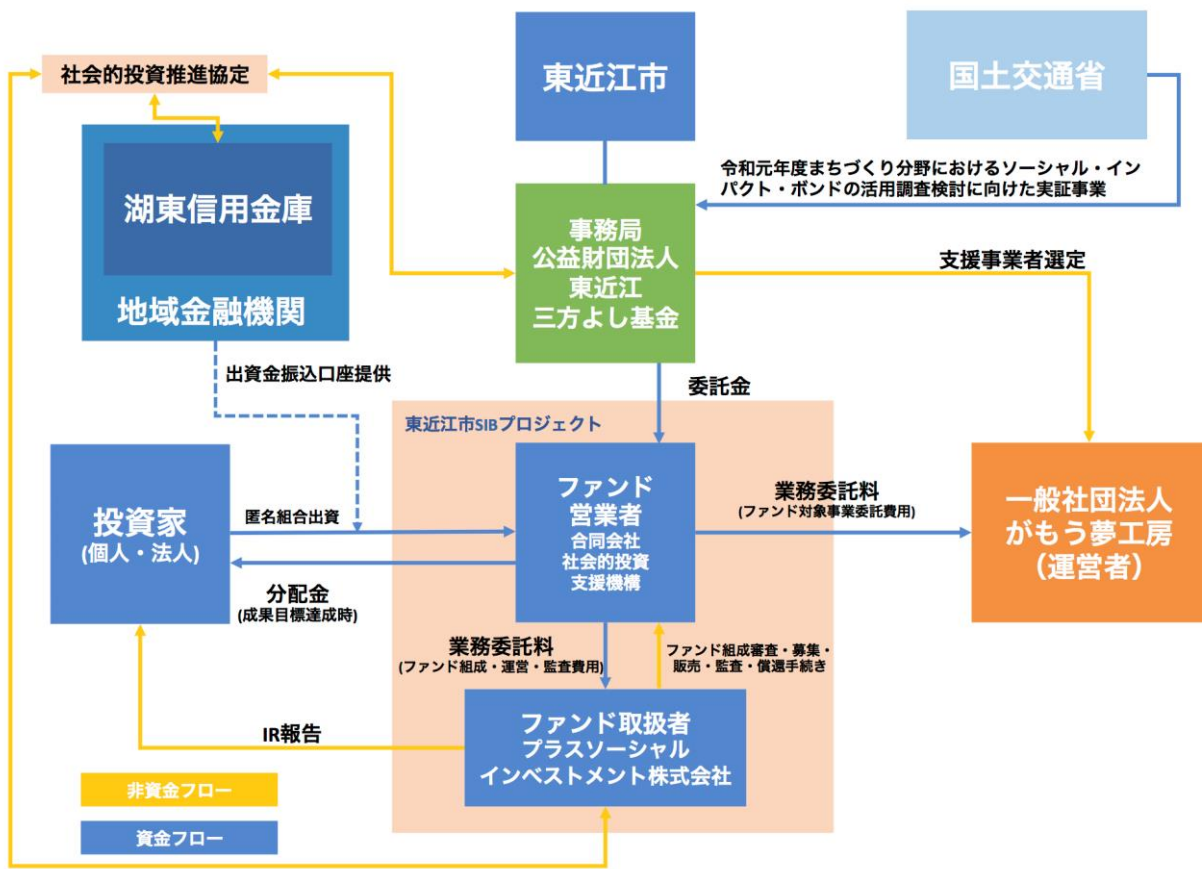 社会的投資推進協定
東近江市
国土交通省
令和元年度まちづくり分野におけるソーシャル・イン
パクト・ボンドの活用調査検討に向けた実証事業
湖東信用金庫
地域金融機関
事務局
公益財団法人
東近江
三方よし基金
支援事業者選定
出資金振込口座提供
委託金
東近江市SIBプロジェクト
投資家
(個人・法人)
匿名組合出資
分配金
(成果目標達成時)
ファンド
営業者
合同会社
社会的投資
支援機構
業務委託料
(ファンド対象事業委託費用)
一般社団法人
がもう夢工房
（運営者）
業務委託料
(ファンド組成・運営・監査費用)
ファンド組成審査・募集・
販売・監査・償還手続き
IR報告
ファンド取扱者
プラスソーシャル
インベストメント株式会社
非資金フロー
資金フロー